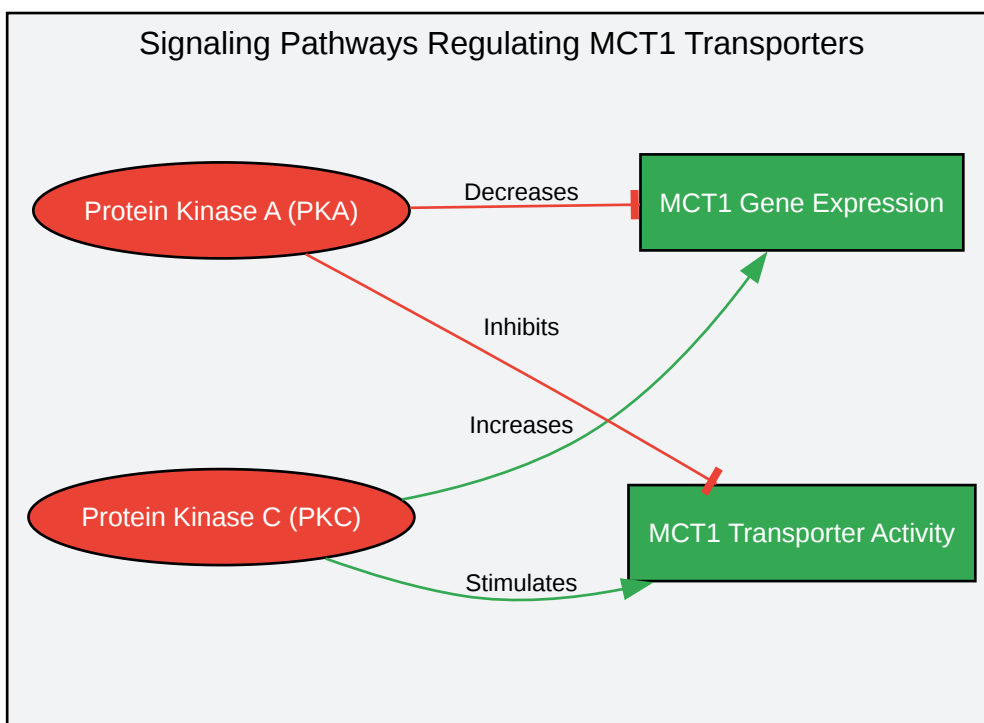 Signaling Pathways Regulating MCT1 Transporters
Protein Kinase A (PKA)
Decreases
MCT1 Gene Expression
Inhibits
Increases
Protein Kinase C (PKC)
MCT1 Transporter Activity
Stimulates